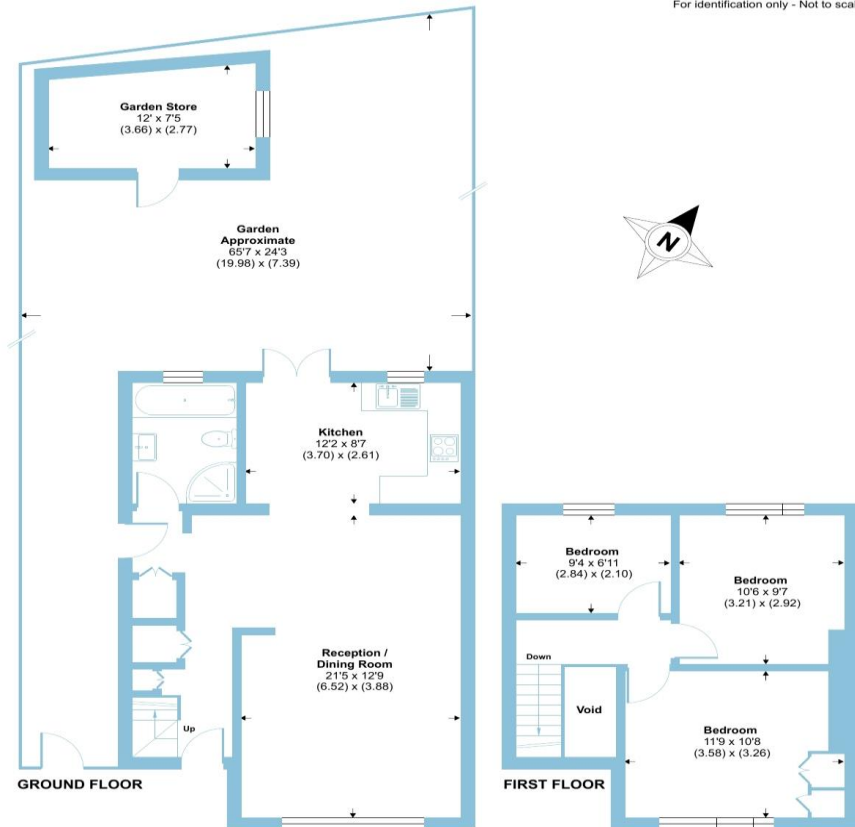 For identification only - Not to scal
Garden Store
12' x 7'5
(3.66) x (2.77)
Garden
Approximate
65'7 x 24'3
(19.98) x (7.39)
N
Kitchen
12'2 x 8'7
(3.70) x (2.61)
Reception /
Dining Room
21'5 x 12'9
(6.52) x (3.88)
Up
GROUND FLOOR
Bedroom
9'4 x 6'11
(2.84) x (2.10)
Bedroom
10'6 x 9'7
(3.21) x (2.92)
Down
Void
Bedroom
11'9 x 10'8
(3.58) x (3.26)
FIRST FLOOR